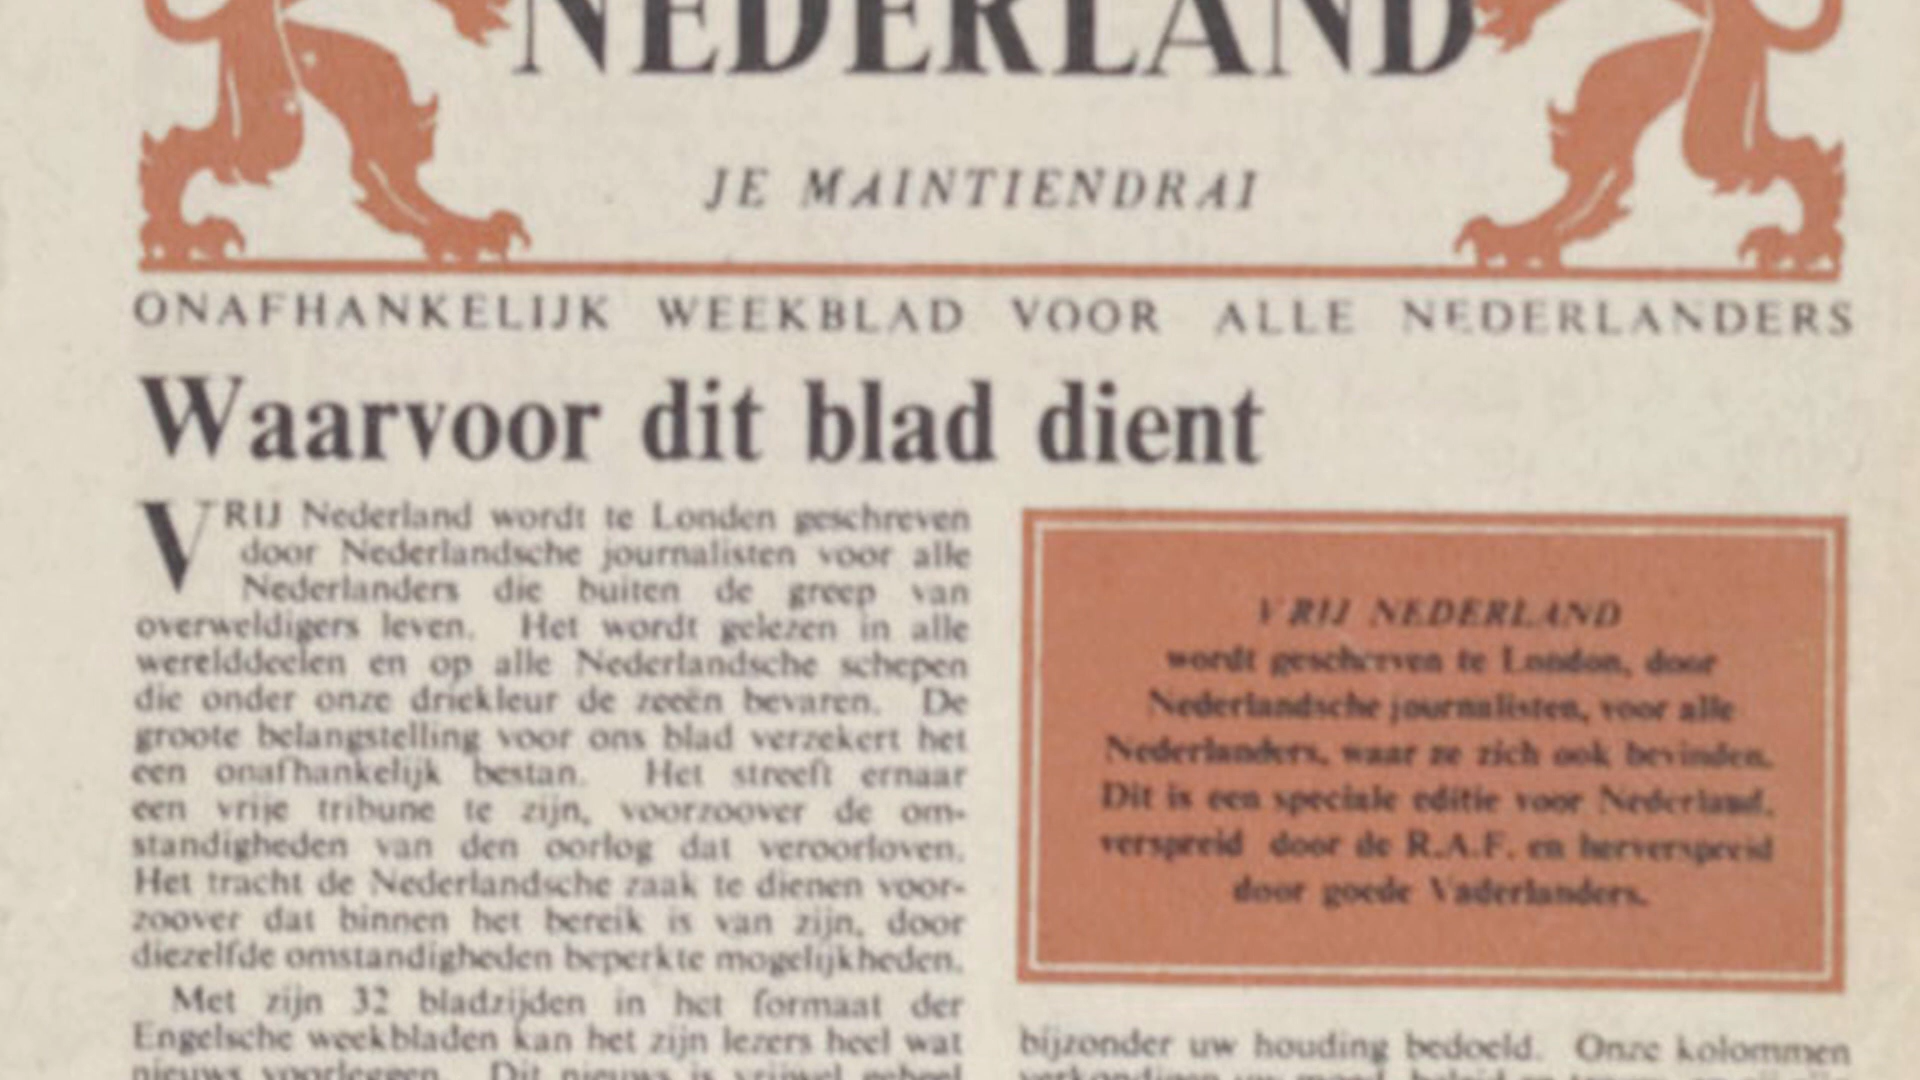 NEDERLAND
JE MAINTIENDRAI
ONAFHANKELIJK WEEKBLAD VOOR ALLE NEDERLANDERS
Waarvoor dit blad dient
VRIJ Nederland wordt te Londen geschreven
door Nederlandsche journalisten voor alle
Nederlanders die buiten de greep van
overweldigers leven. Het wordt gelezen in alle
werelddeelen en op alle Nederlandsche schepen
die onder onze driekleur de zeeën bevaren. De
groote belangstelling voor ons blad verzekert het
een onafhankelijk bestan. Het streeft ernaar
een vrije tribune te zijn, voorzoover de om-
standigheden van den oorlog dat veroorloven.
Het tracht de Nederlandsche zaak te dienen voor-
zoover dat binnen het bereik is van zijn, door
diezelfde omstandigheden beperkte mogelijkheden.
Met zijn 32 bladzijden in het formaat der
Engelsche weekbladen kan het zijn lezers heel wat
nieuws voorleggen. Dit nieuws is vrijwel geheel
VRIJ NEDERLAND
wordt geschreven te London, door
Nederlandsche journalisten, voor alle
Nederlanders, waar ze zich ook bevinden.
Dit is een speciale editie voor Nederland,
verspreid door de R.A.F. en herverspreid
door goede Vaderlanders.
bijzonder uw houding bedoeld. Onze kolommen
verkondigen uw moed, beleid en